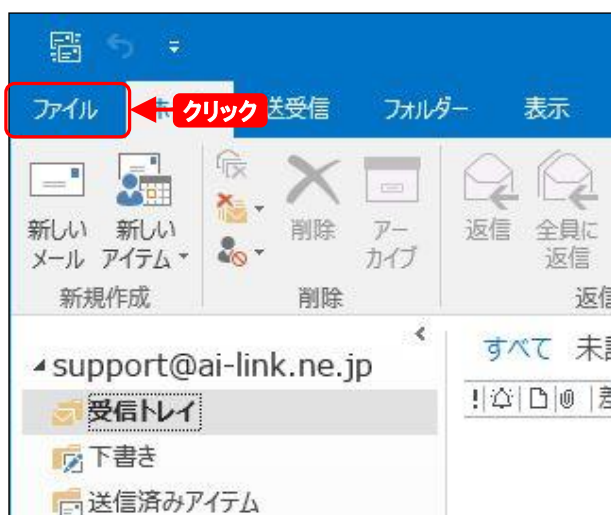 ファイル
クリック
送受信
フォルダー
表示
新しい
メール
新しい
アイテム
削除
アー
カイブ
返信
全員に
返信
新規作成
削除
support@ai-link.ne.jp
すべて
受信トレイ
下書き
送信済みアイテム